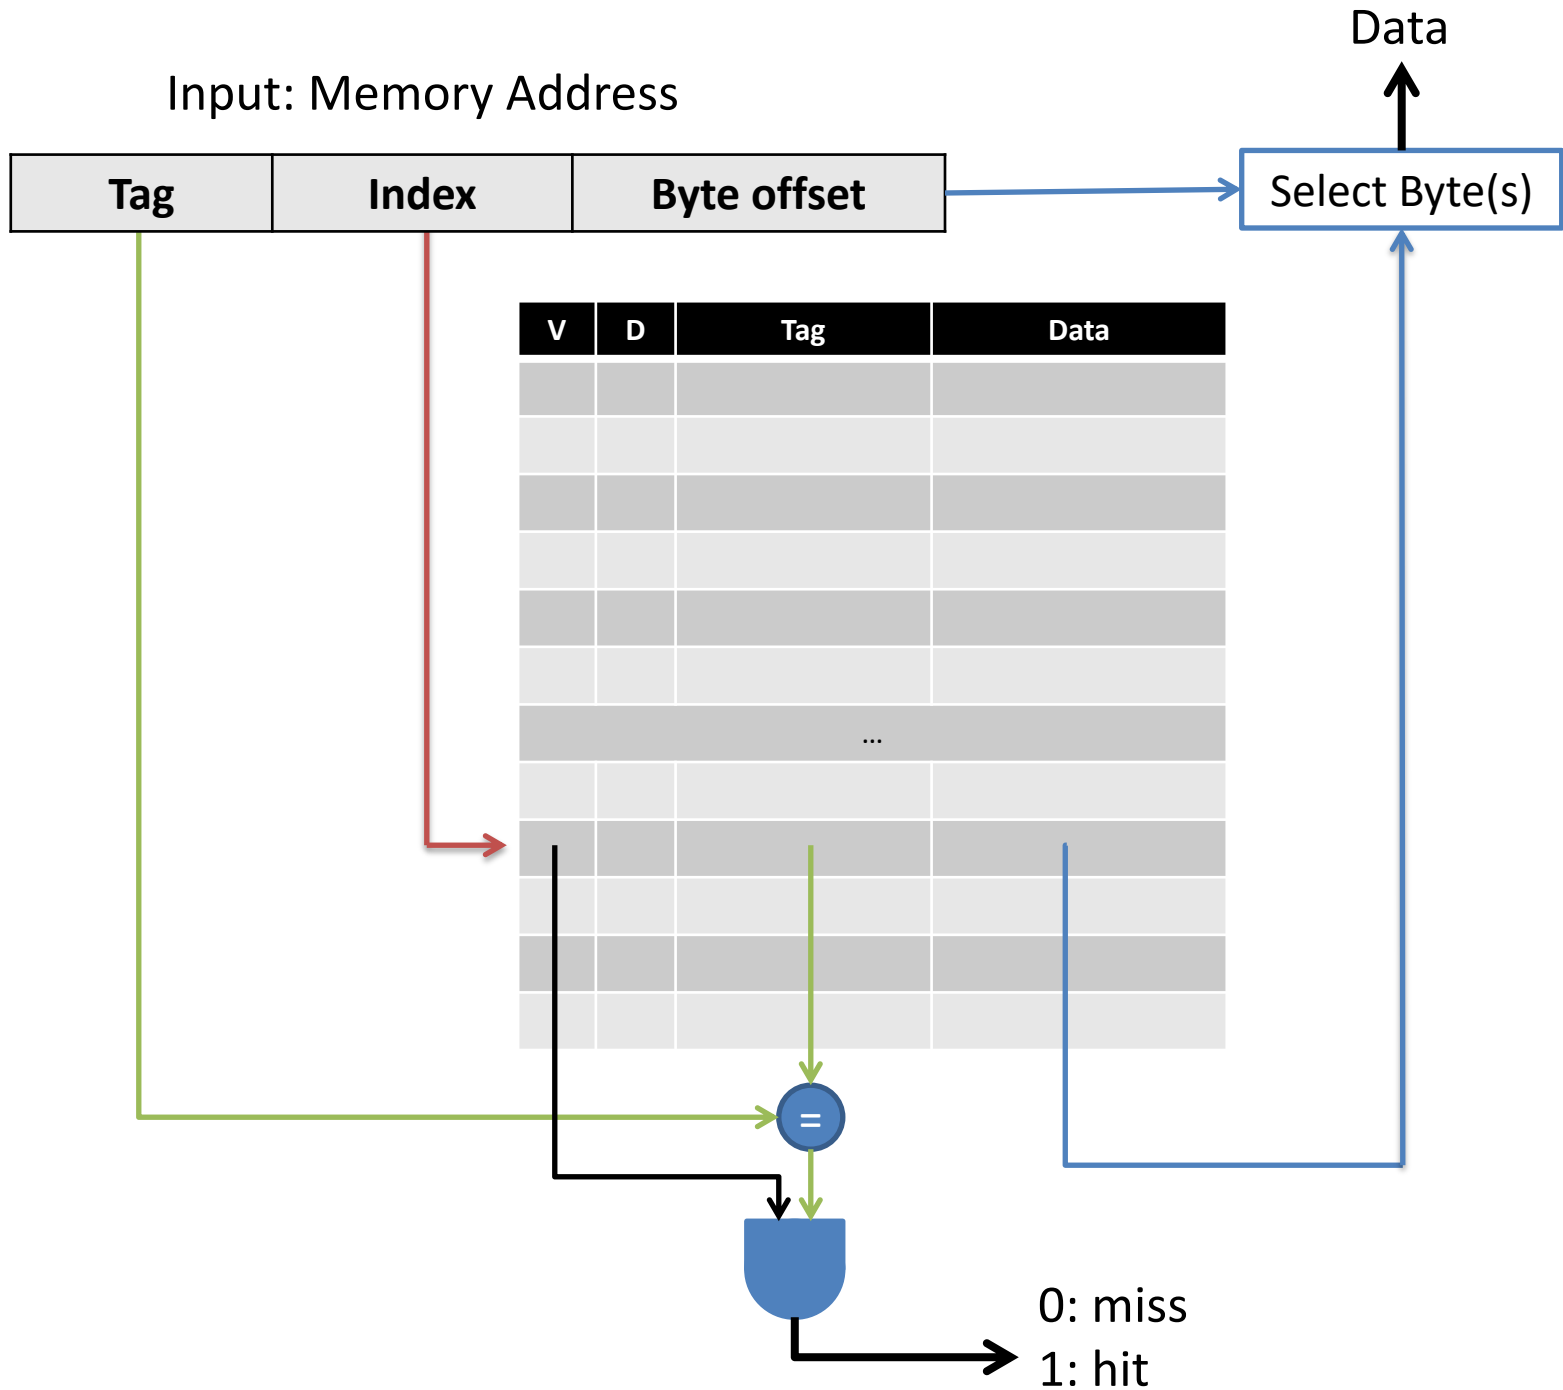 Data
Input: Memory Address
Tag Index Byte offset
Select Byte(s)
V D Tag Data
...
=
0: miss
1: hit